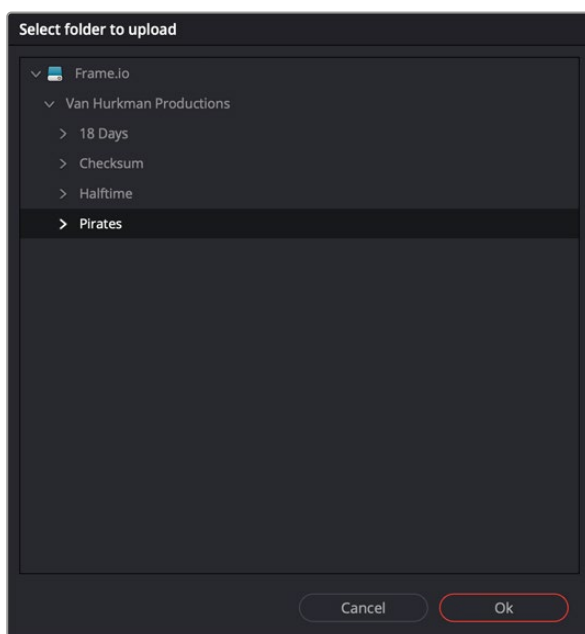 Select folder to upload
Frame.io
Van Hurkman Productions
18 Days
Checksum
Halftime
Pirates
Cancel Ok